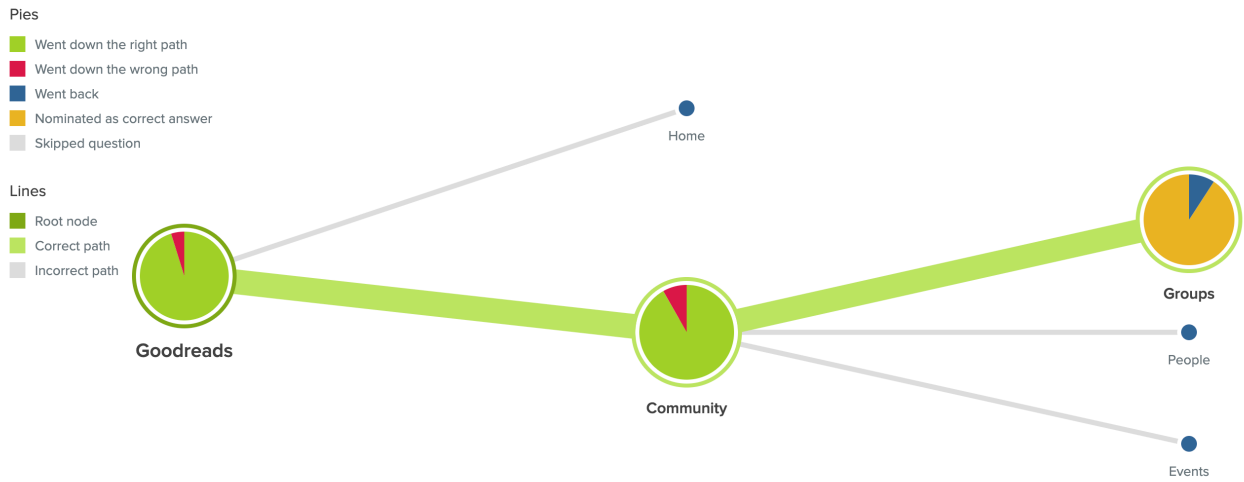 Pies
Went down the right path
Went down the wrong path
Went back
Nominated as correct answer
Skipped question
Lines
Root node
Correct path
Incorrect path
Home
Goodreads
Community
Groups
People
Events